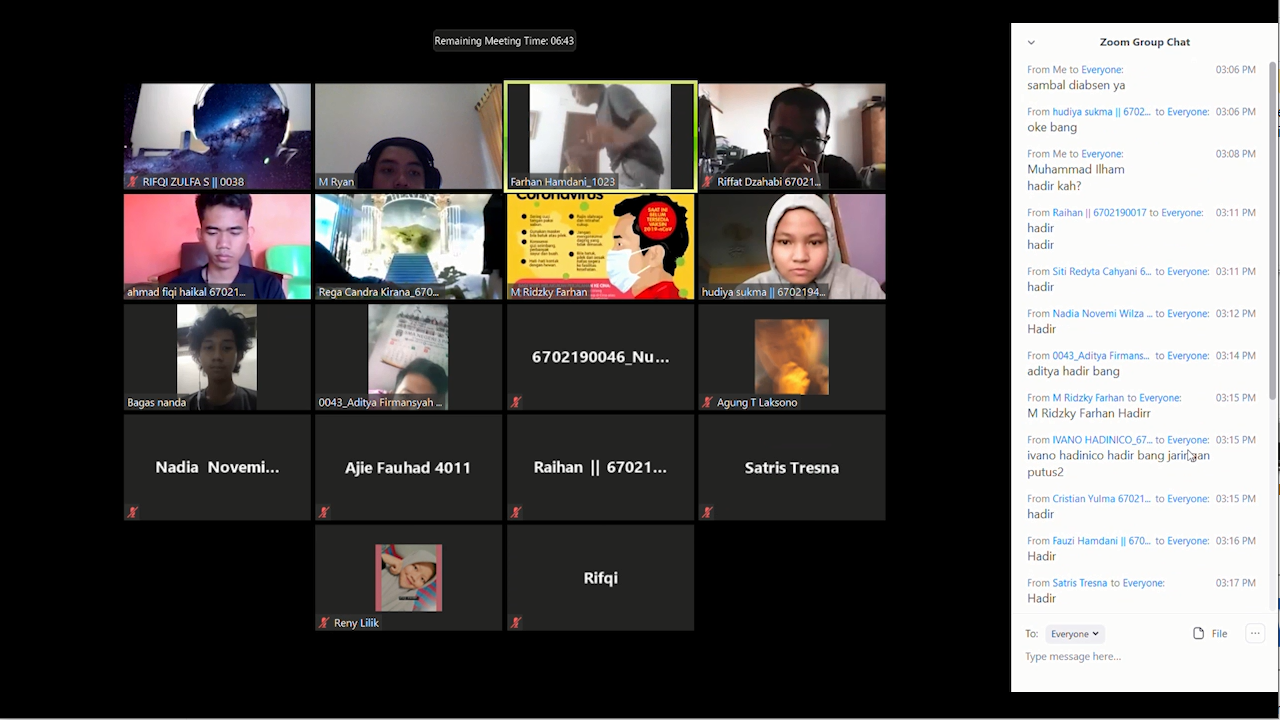 Remaining Meeting Time: 06:43
RIFQI ZULFA S || 0038
M Ryan
Farhan Hamdani_1023
Riffat Dzahabi 67021...
ahmad fiqi haikal 67021...
Rega Candra Kirana_670...
Coronavirus
SAAT INI
BELUM
TERSEDIA
VAKSIN
M Ridzky Farhan
hudiya sukma || 6702194...
Bagas nanda
0043_Aditya Firmansyah ...
6702190046_Nu...
Agung T Laksono
Nadia Novemi...
Ajie Fauhad 4011
Raihan || 67021...
Satris Tresna
Reny Lilik
Rifqi
Zoom Group Chat
From Me to Everyone: 03:06 PM
sambal diabsen ya
From hudiya sukma || 6702... to Everyone: 03:06 PM
oke bang
From Me to Everyone: 03:08 PM
Muhammad Ilham
hadir kah?
From Raihan || 6702190017 to Everyone: 03:11 PM
hadir
hadir
From Siti Redyta Cahyani 6... to Everyone: 03:11 PM
hadir
From Nadia Novemi Wilza ... to Everyone: 03:12 PM
Hadir
From 0043_Aditya Firmans... to Everyone: 03:14 PM
aditya hadir bang
From M Ridzky Farhan to Everyone: 03:15 PM
M Ridzky Farhan Hadirr
From IVANO HADINICO_67... to Everyone: 03:15 PM
ivano hadinico hadir bang jaringan
putus2
From Cristian Yulma 67021... to Everyone: 03:15 PM
hadir
From Fauzi Hamdani || 670... to Everyone: 03:16 PM
Hadir
From Satris Tresna to Everyone: 03:17 PM
Hadir
To: Everyone File ...
Type message here...